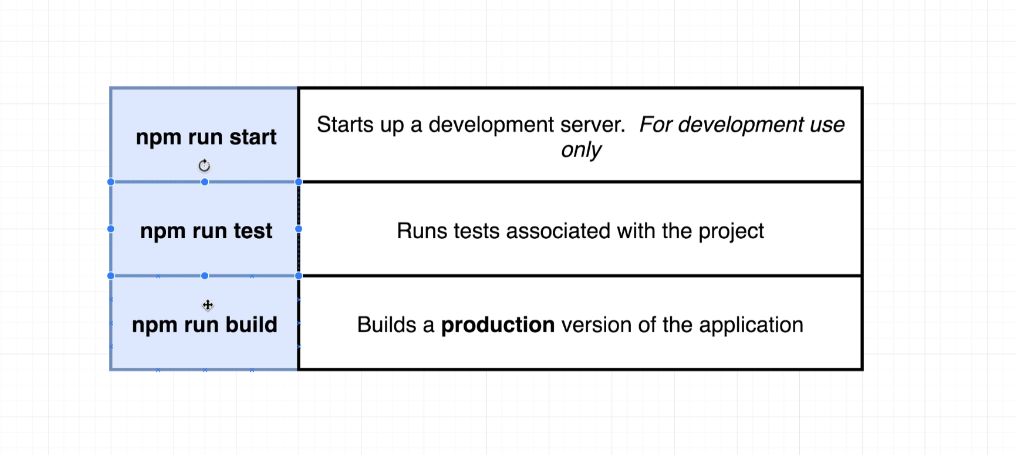 npm run start
Starts up a development server.  For development use
only
npm run test
Runs tests associated with the project
npm run build
Builds a production version of the application